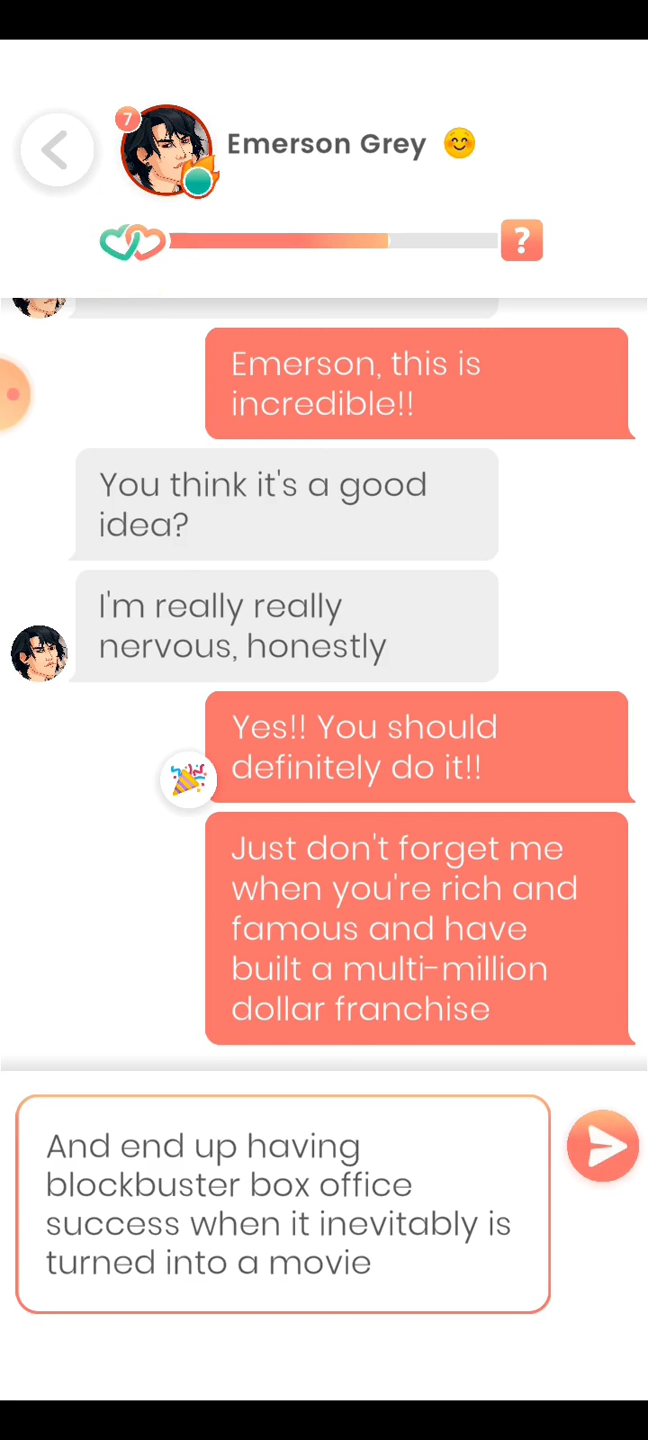 7
Emerson Grey
?
Emerson, this is
incredible!!
You think it's a good
idea?
I'm really really
nervous, honestly
Yes!! You should
definitely do it!!
Just don't forget me
when you're rich and
famous and have
built a multi-million
dollar franchise
And end up having
blockbuster box office
success when it inevitably is
turned into a movie